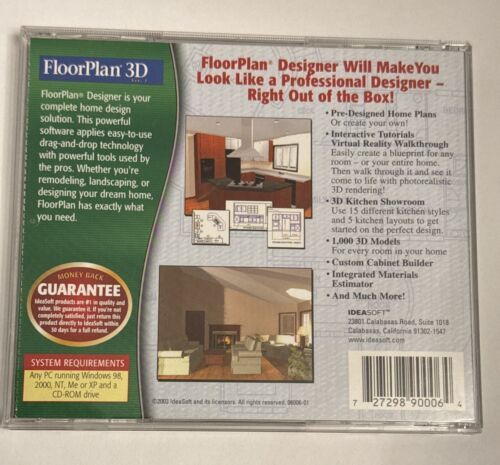 FloorPlan® 3D
FloorPlan® Designer is your
complete home design
solution. This powerful
software applies easy-to-use
drag-and-drop technology
with powerful tools used by
the pros. Whether you're
remodeling, landscaping, or
designing your dream home,
FloorPlan has exactly what
you need.
MONEY BACK
GUARANTEE
IdeaSoft products are #1 in quality and
value. We guarantee it. If you're not
completely satisfied, just return this
product directly to IdeaSoft within
30 days for a full refund.
SYSTEM REQUIREMENTS
Any PC running Windows 98,
2000, NT, Me or XP and a
CD-ROM drive
FloorPlan® Designer Will Make You
Look Like a Professional Designer –
Right Out of the Box!
• Pre-Designed Home Plans
Or create your own!
• Interactive Tutorials
Virtual Reality Walkthrough
Easily create a blueprint for any
room – or your entire home.
Then walk through it and see it
come to life with photorealistic
3D rendering!
• 3D Kitchen Showroom
Use 15 different kitchen styles
and 5 kitchen layouts to get
started on the perfect design.
• 1,000 3D Models
For every room in your home
• Custom Cabinet Builder
• Integrated Materials
Estimator
• And Much More!
IDEASOFT™
23801 Calabasas Road, Suite 1018
Calabasas, California 91302-1547
www.ideasoft.com
©2003 IdeaSoft and its licensors. All rights reserved. 06006-01
7 27298 90006 4